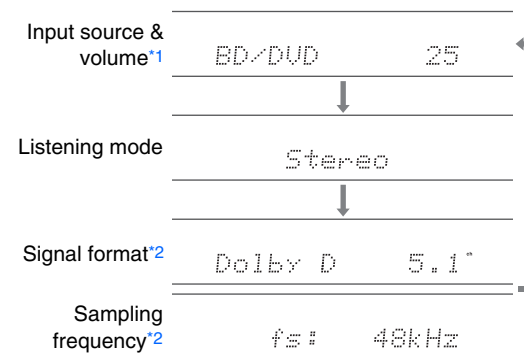 Input source &
volume*1
BD/DVD 25
Listening mode
Stereo
Signal format*2
Dolby D 5.1"
Sampling
frequency*2
fs: 48kHz